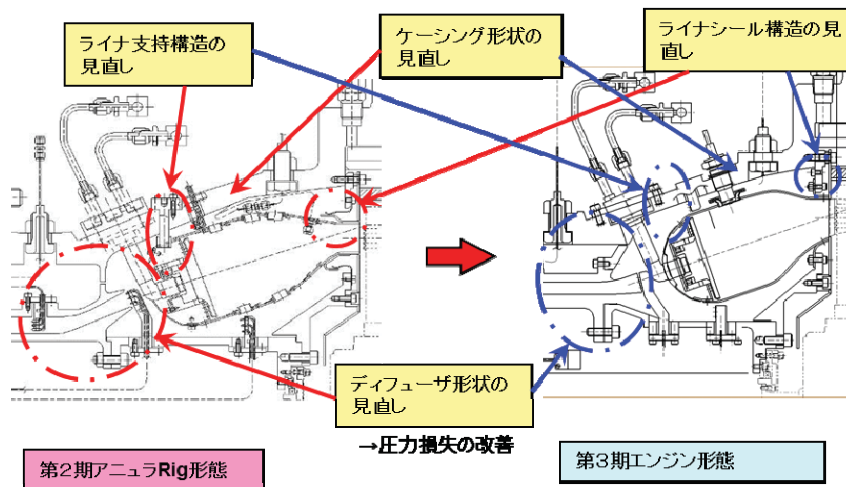 ライナ支持構造の
見直し
ケーシング形状の
見直し
ライナシール構造の見
直し
ディフューザ形状の
見直し
→圧力損失の改善
第2期アニュラRig形態
第3期エンジン形態